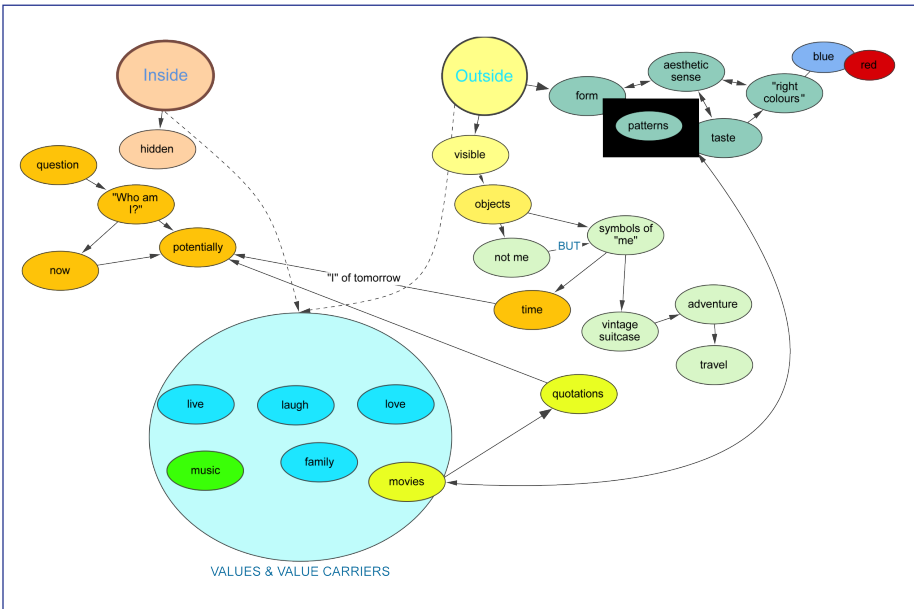 Inside
Outside
aesthetic
sense
blue
red
form
"right
colours"
patterns
taste
hidden
visible
question
"Who am
I?"
objects
symbols of
"me"
potentially
BUT
not me
now
"I" of tomorrow
time
adventure
vintage
suitcase
travel
live
laugh
love
quotations
music
family
movies
VALUES & VALUE CARRIERS